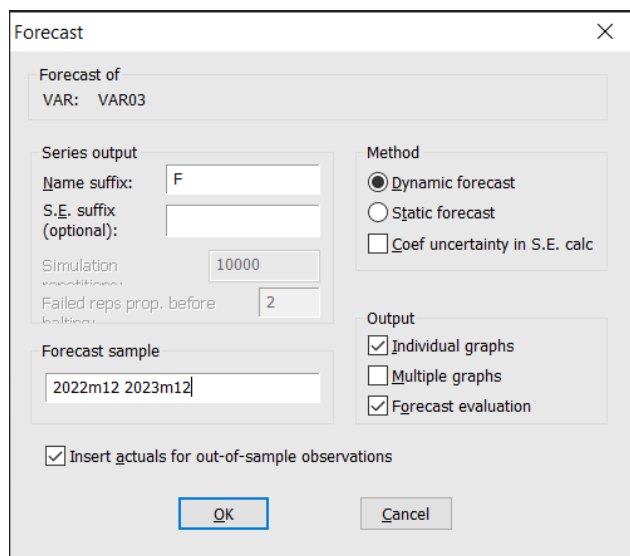 Forecast
Forecast of
VAR: VAR03
Series output
Name suffix: F
S.E. suffix
(optional):
Simulation 10000
repetitions:
Failed reps prop. before 2
halting:
Forecast sample
2022m12 2023m12
Method
Dynamic forecast
Static forecast
Coef uncertainty in S.E. calc
Output
Individual graphs
Multiple graphs
Forecast evaluation
Insert actuals for out-of-sample observations
OK
Cancel